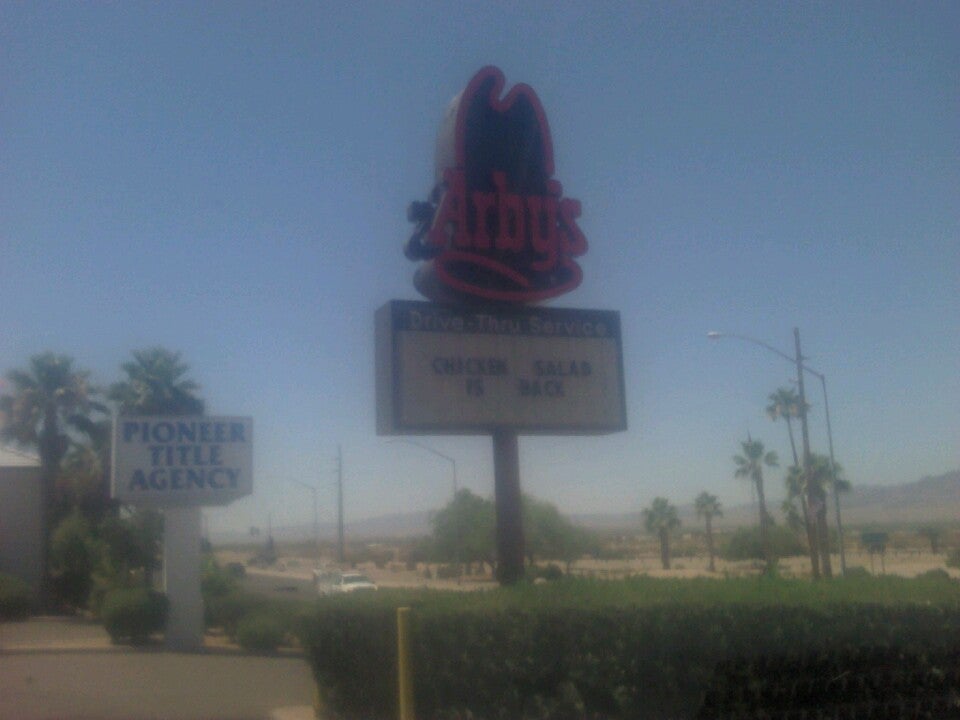 Arby's
Drive-Thru Service
CHICKEN SALAD
IS BACK
PIONEER
TITLE
AGENCY